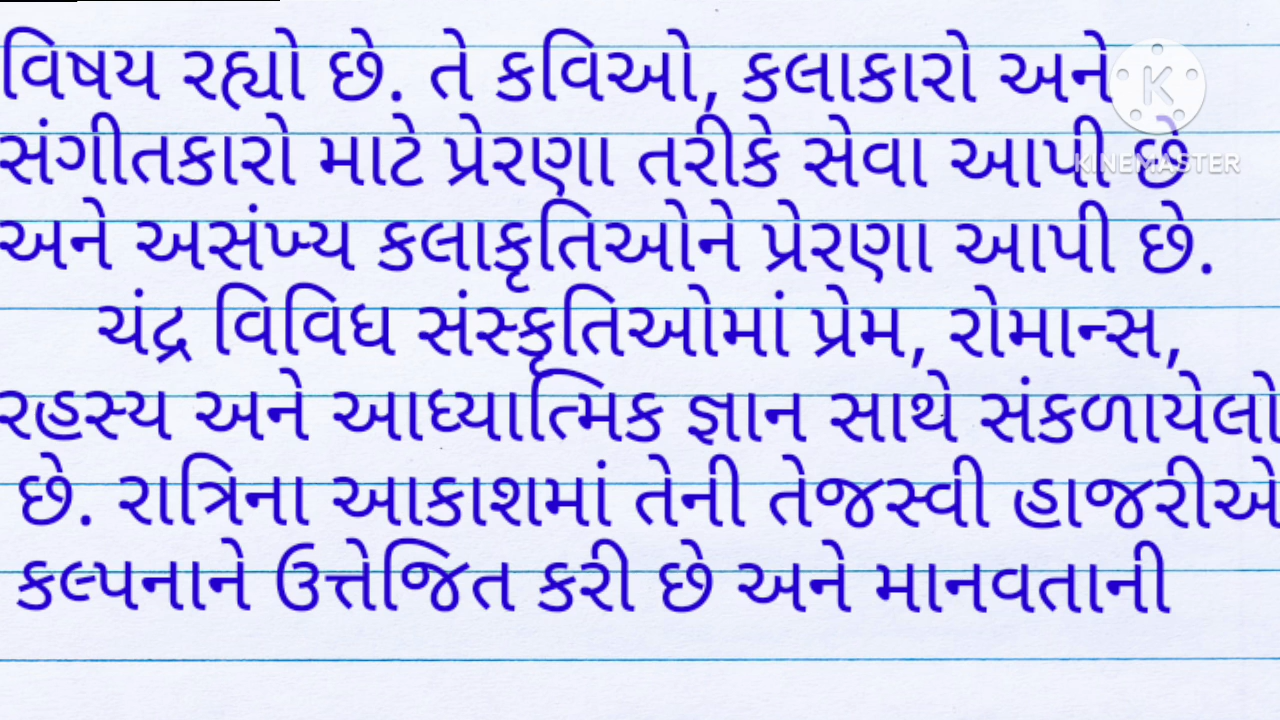 વિષય રહ્યો છે. તે કવિઓ, કલાકારો અને
સંગીતકારો માટે પ્રેરણા તરીકે સેવા આપી છે
અને અસંખ્ય કલાકૃતિઓને પ્રેરણા આપી છે.
ચંદ્ર વિવિધ સંસ્કૃતિઓમાં પ્રેમ, રોમાન્સ,
રહસ્ય અને આધ્યાત્મિક જ્ઞાન સાથે સંકળાયેલો
છે. રાત્રિના આકાશમાં તેની તેજસ્વી હાજરીએ
કલ્પનાને ઉત્તેજિત કરી છે અને માનવતાની
K
KINEMASTER